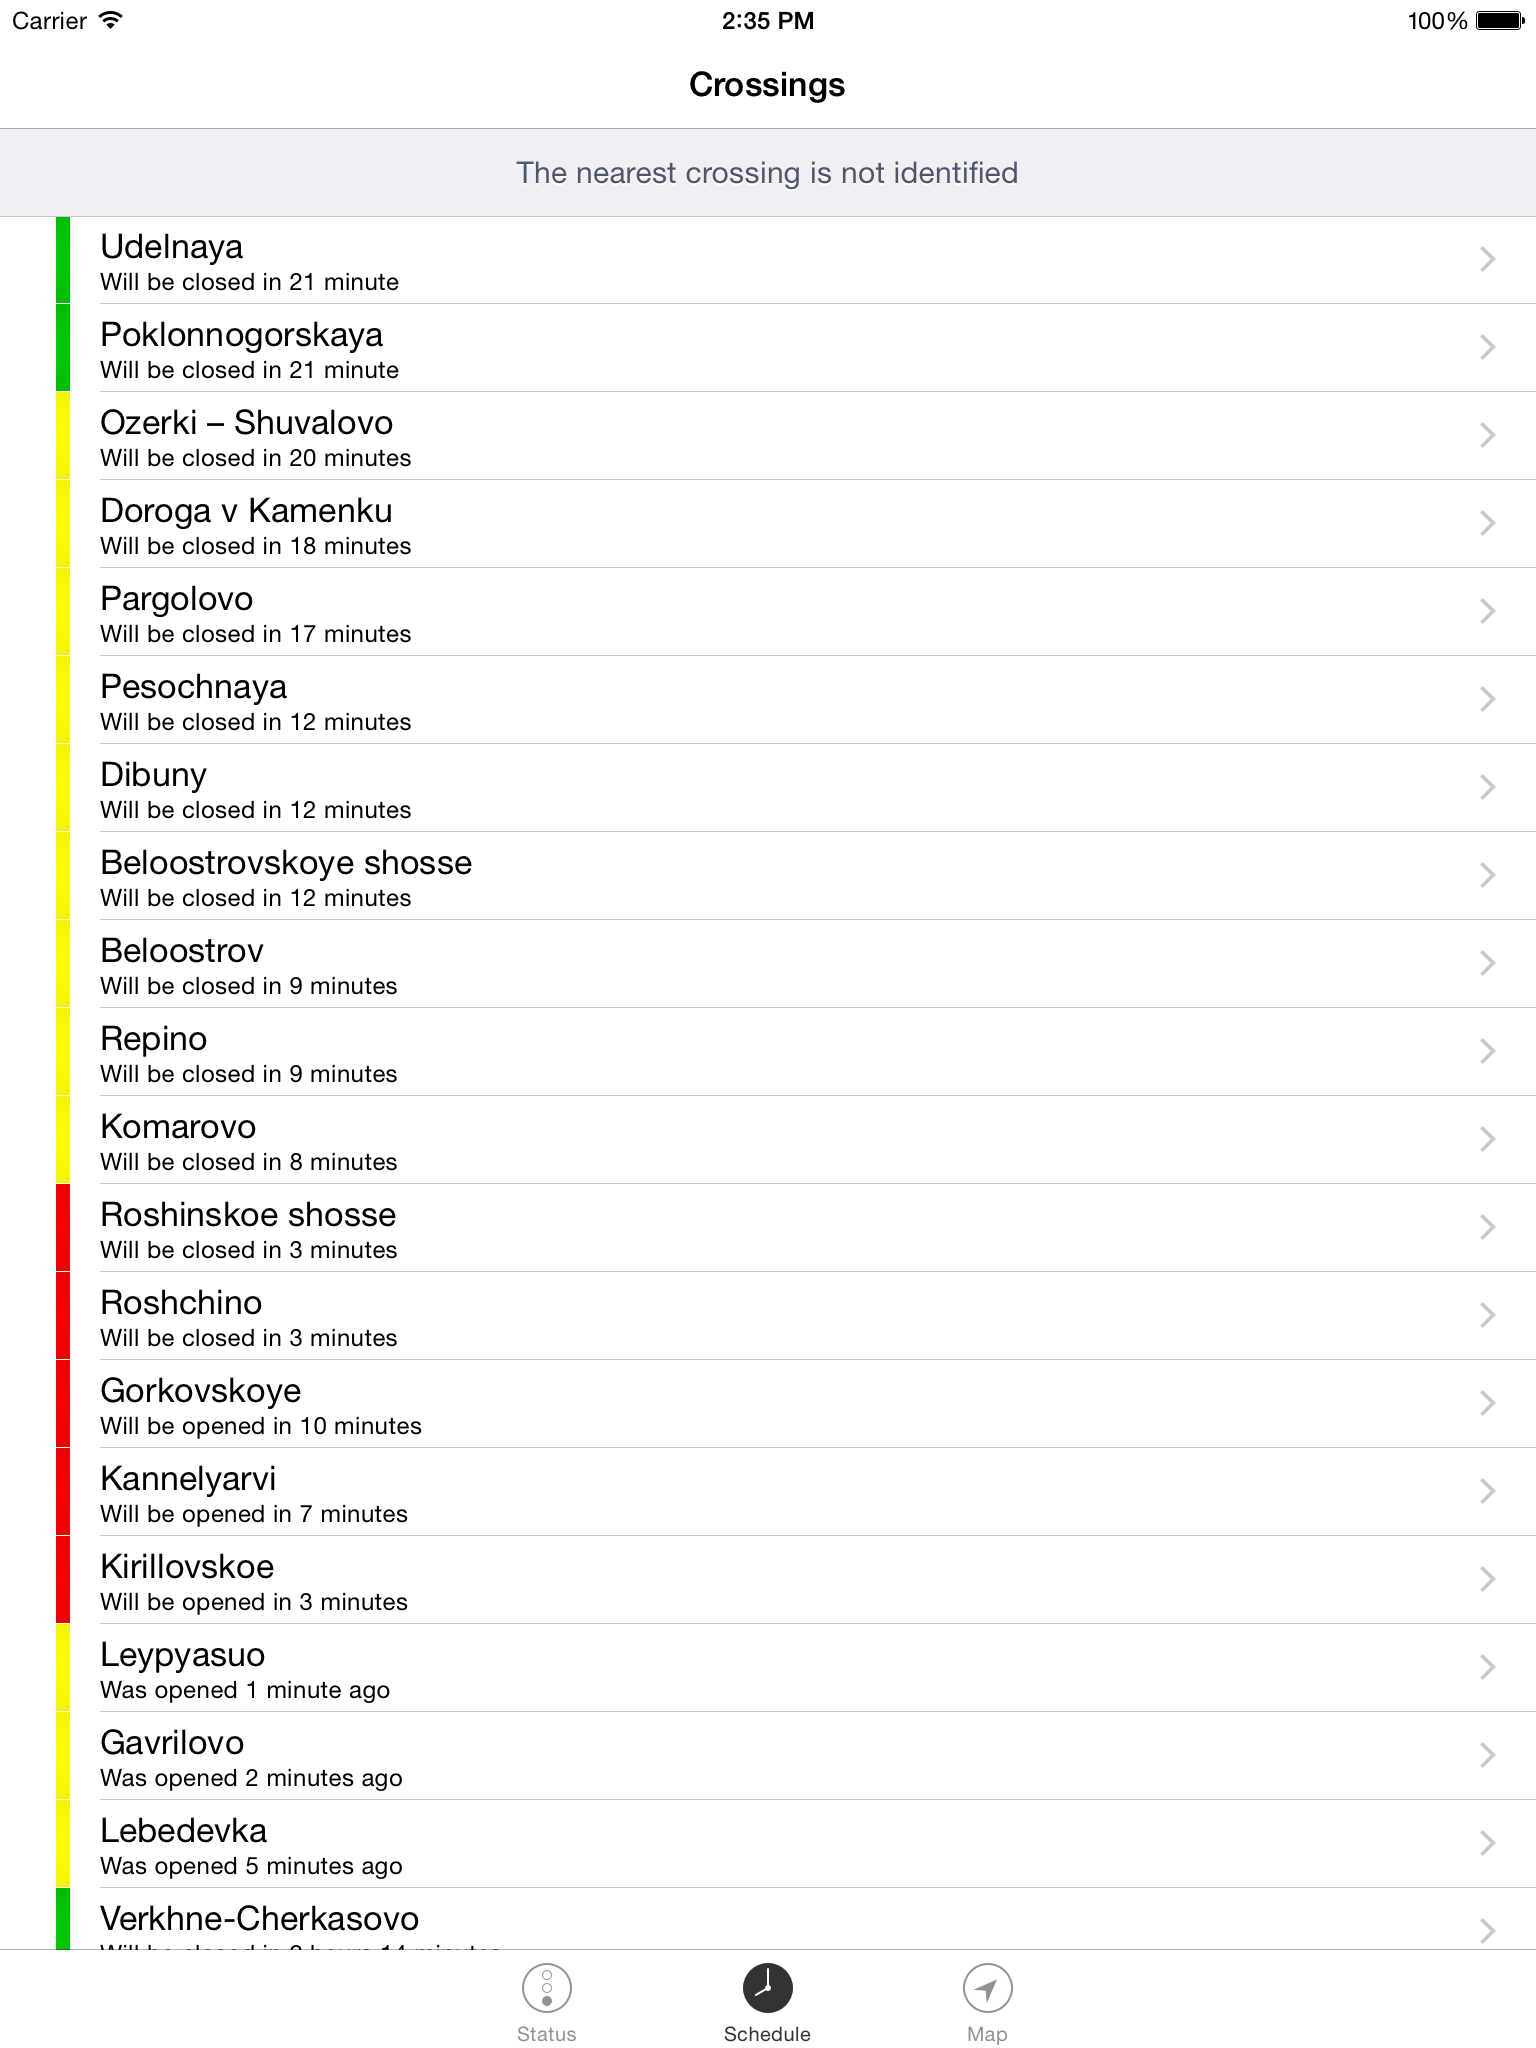 Carrier 2:35 PM 100%
Crossings
The nearest crossing is not identified
Udelnaya
Will be closed in 21 minute
Poklonnogorskaya
Will be closed in 21 minute
Ozerki – Shuvalovo
Will be closed in 20 minutes
Doroga v Kamenku
Will be closed in 18 minutes
Pargolovo
Will be closed in 17 minutes
Pesochnaya
Will be closed in 12 minutes
Dibuny
Will be closed in 12 minutes
Beloostrovskoye shosse
Will be closed in 12 minutes
Beloostrov
Will be closed in 9 minutes
Repino
Will be closed in 9 minutes
Komarovo
Will be closed in 8 minutes
Roshinskoe shosse
Will be closed in 3 minutes
Roshchino
Will be closed in 3 minutes
Gorkovskoye
Will be opened in 10 minutes
Kannelyarvi
Will be opened in 7 minutes
Kirillovskoe
Will be opened in 3 minutes
Leypyasuo
Was opened 1 minute ago
Gavrilovo
Was opened 2 minutes ago
Lebedevka
Was opened 5 minutes ago
Verkhne-Cherkasovo
Will be closed in hours 14 minutes
Status
Schedule
Map